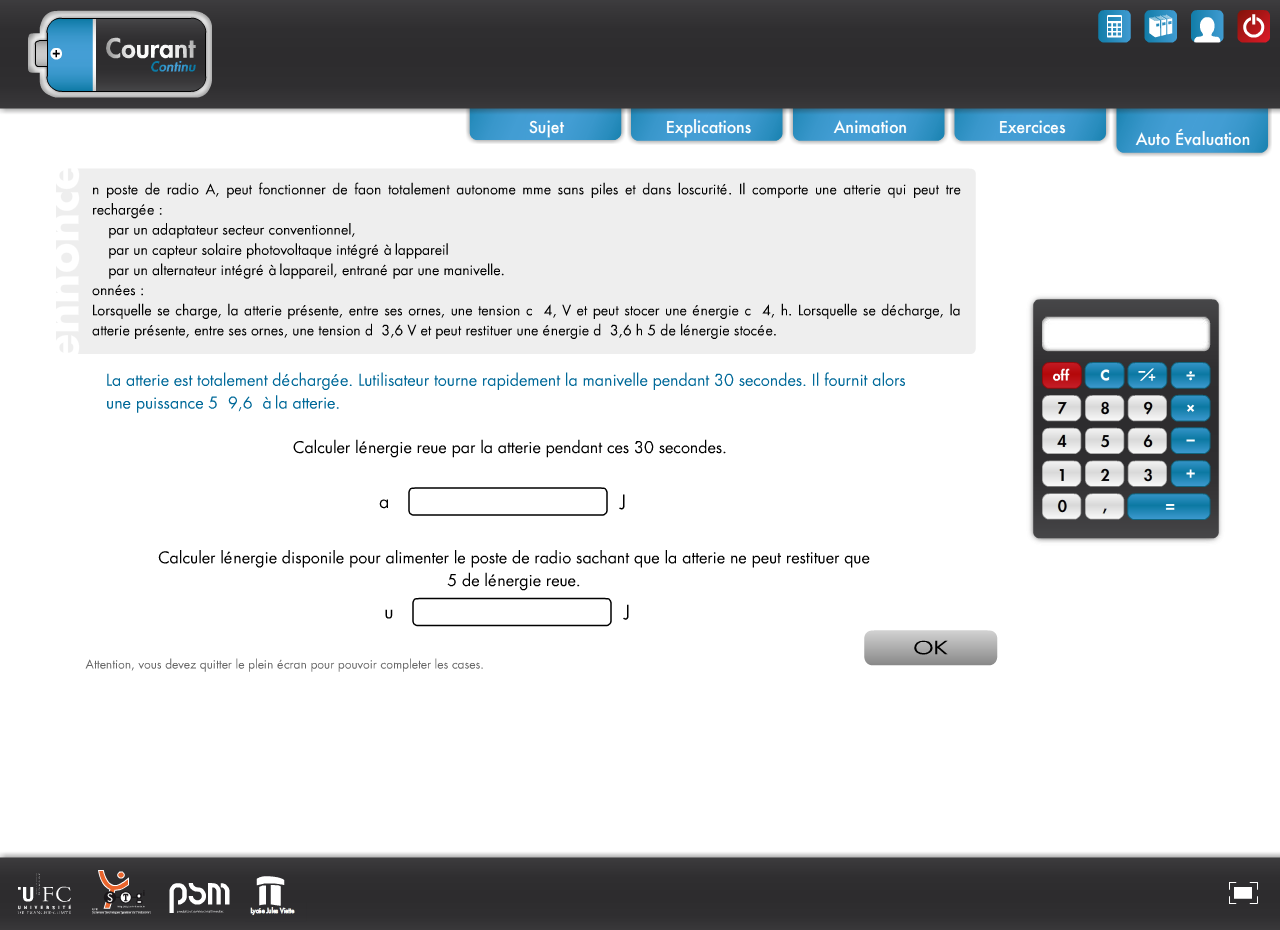 Courant
Continu
Sujet
Explications
Animation
Exercices
Auto Évaluation
ennonce
n poste de radio A, peut fonctionner de faon totalement autonome mme sans piles et dans loscurité. Il comporte une atterie qui peut tre
rechargée :
par un adaptateur secteur conventionnel,
par un capteur solaire photovoltaque intégré à lappareil
par un alternateur intégré à lappareil, entrané par une manivelle.
onnées :
Lorsquelle se charge, la atterie présente, entre ses ornes, une tension c 4, V et peut stocer une énergie c 4, h. Lorsquelle se décharge, la
atterie présente, entre ses ornes, une tension d 3,6 V et peut restituer une énergie d 3,6 h 5 de lénergie stocée.
La atterie est totalement déchargée. Lutilisateur tourne rapidement la manivelle pendant 30 secondes. Il fournit alors
une puissance 5 9,6 à la atterie.
Calculer lénergie reue par la atterie pendant ces 30 secondes.
a J
Calculer lénergie disponile pour alimenter le poste de radio sachant que la atterie ne peut restituer que
5 de lénergie reue.
u J
OK
Attention, vous devez quitter le plein écran pour pouvoir completer les cases.
off C −/+ ÷
7 8 9 ×
4 5 6 −
1 2 3 +
0 , =
UFC
UNIVERSITÉ
DE FRANCHE-COMTÉ
psm
Lycée Jules Viette